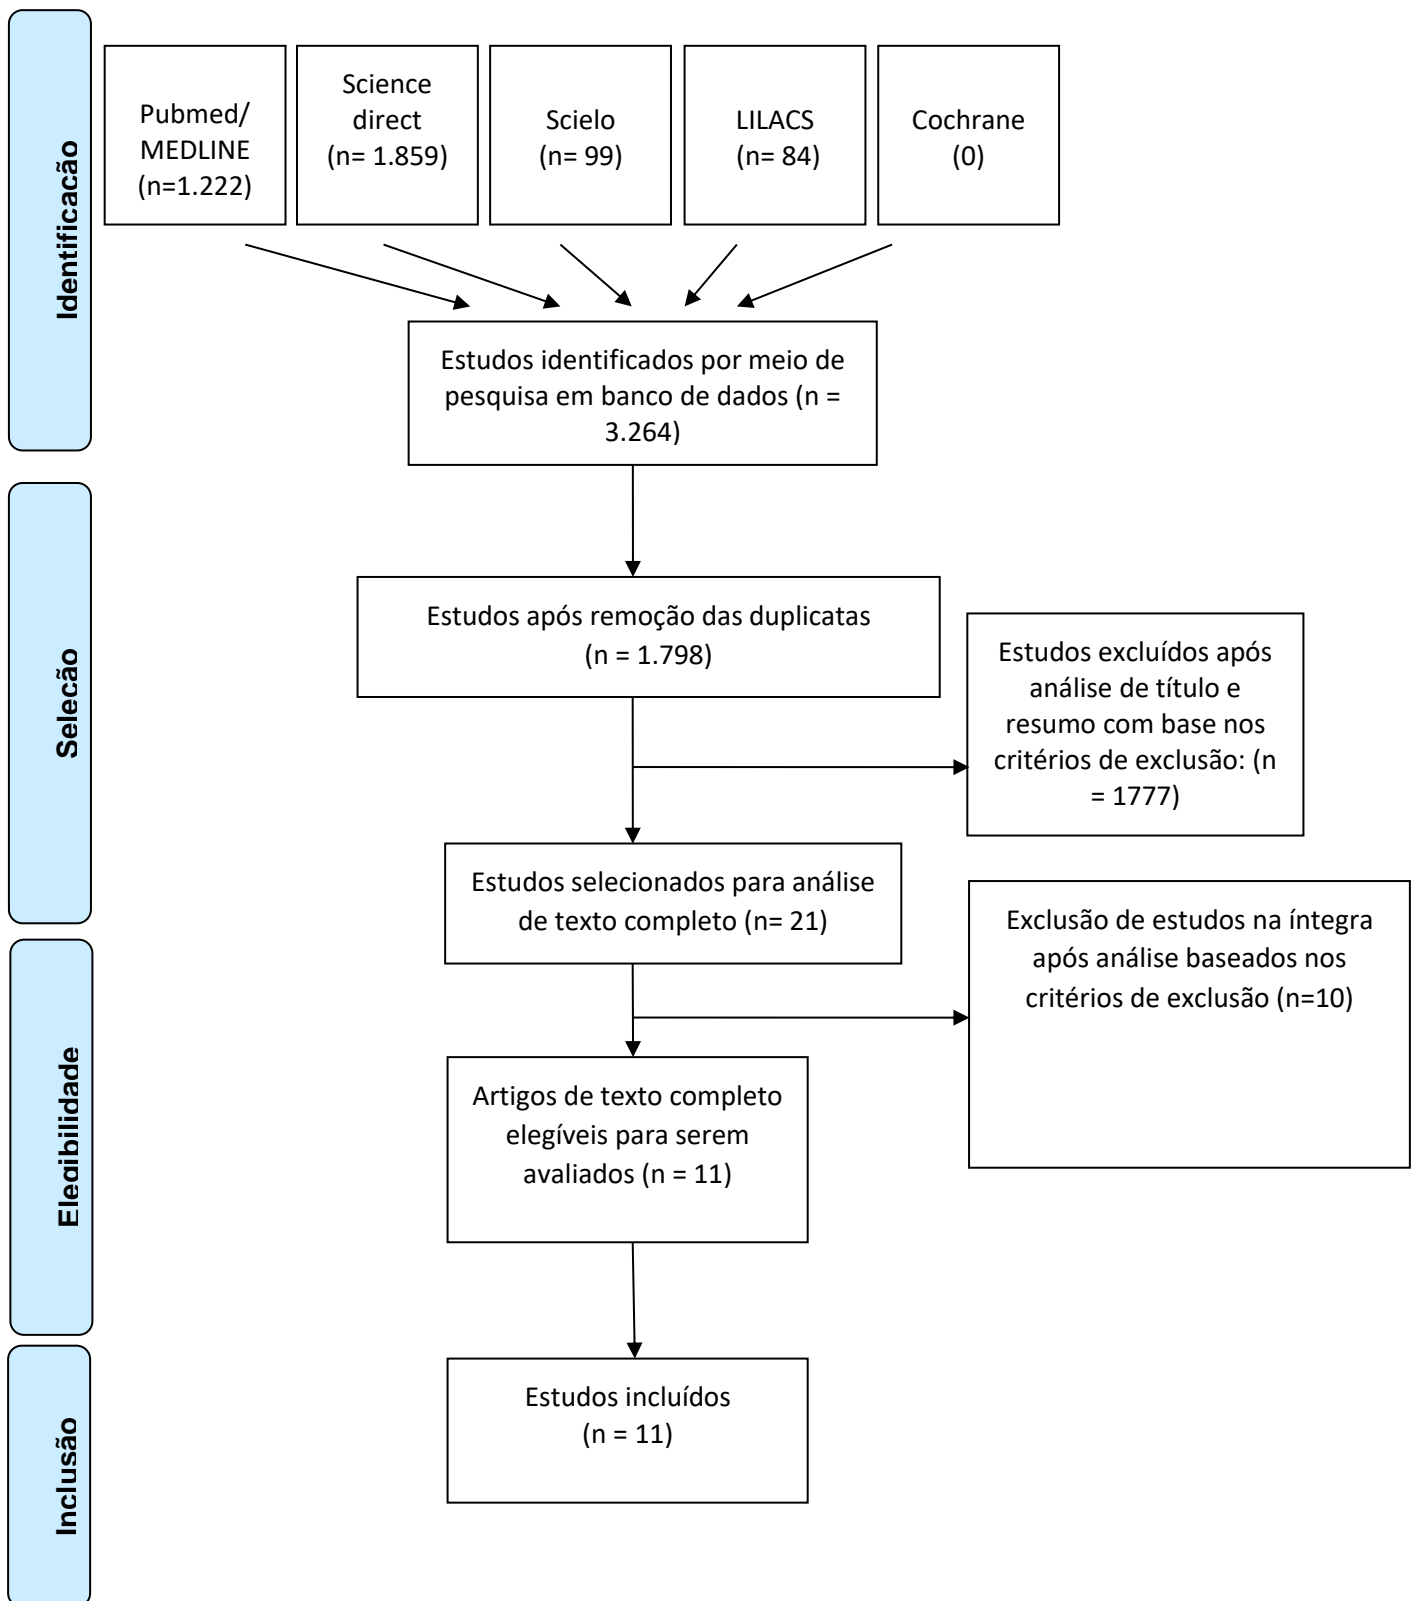 Identificação
Pubmed/
MEDLINE
(n=1.222)
Science
direct
(n= 1.859)
Scielo
(n= 99)
LILACS
(n= 84)
Cochrane
(0)
Estudos identificados por meio de
pesquisa em banco de dados (n =
3.264)
Seleção
Estudos após remoção das duplicatas
(n = 1.798)
Estudos excluídos após
análise de título e
resumo com base nos
critérios de exclusão: (n
= 1777)
Estudos selecionados para análise
de texto completo (n= 21)
Elegibilidade
Exclusão de estudos na íntegra
após análise baseados nos
critérios de exclusão (n=10)
Artigos de texto completo
elegíveis para serem
avaliados (n = 11)
Inclusão
Estudos incluídos
(n = 11)